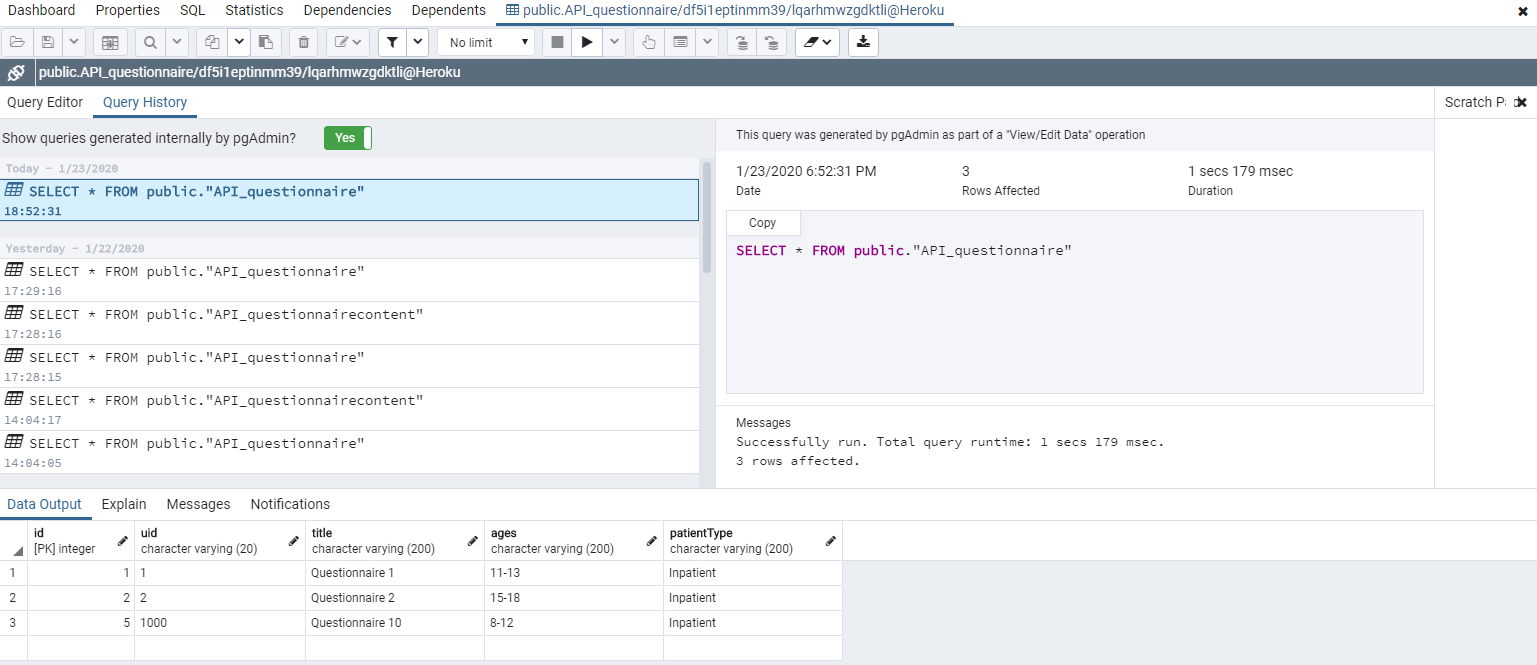 Dashboard Properties SQL Statistics Dependencies Dependents public.API_questionnaire/df5i1eptinmm39/lqarhmwzgdktli@Heroku
No limit
public.API_questionnaire/df5i1eptinmm39/lqarhmwzgdktli@Heroku
Query Editor Query History
Scratch P
Show queries generated internally by pgAdmin? Yes
Today - 1/23/2020
SELECT * FROM public."API_questionnaire"
18:52:31
Yesterday - 1/22/2020
SELECT * FROM public."API_questionnaire"
17:29:16
SELECT * FROM public."API_questionnairecontent"
17:28:16
SELECT * FROM public."API_questionnaire"
17:28:15
SELECT * FROM public."API_questionnairecontent"
14:04:17
SELECT * FROM public."API_questionnaire"
14:04:05
This query was generated by pgAdmin as part of a "View/Edit Data" operation
1/23/2020 6:52:31 PM 3 1 secs 179 msec
Date Rows Affected Duration
Copy
SELECT * FROM public."API_questionnaire"
Messages
Successfully run. Total query runtime: 1 secs 179 msec.
3 rows affected.
Data Output Explain Messages Notifications
id uid title ages patientType
[PK] integer character varying (20) character varying (200) character varying (200) character varying (200)
1 1 1 Questionnaire 1 11-13 Inpatient
2 2 2 Questionnaire 2 15-18 Inpatient
3 5 1000 Questionnaire 10 8-12 Inpatient